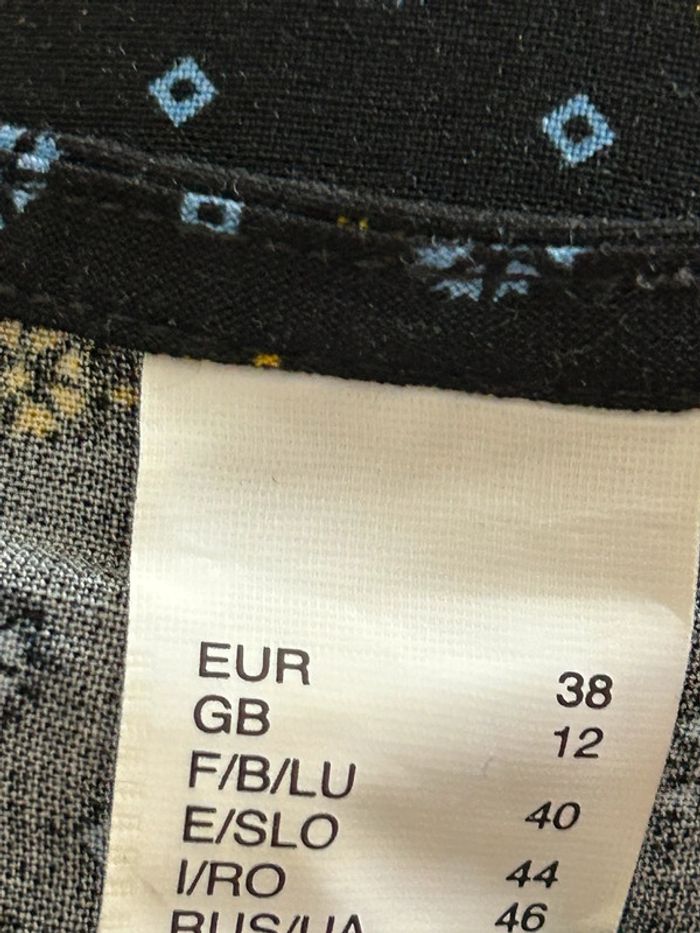 EUR 38
GB 12
F/B/LU 40
E/SLO 44
I/RO 46
RUS/UA